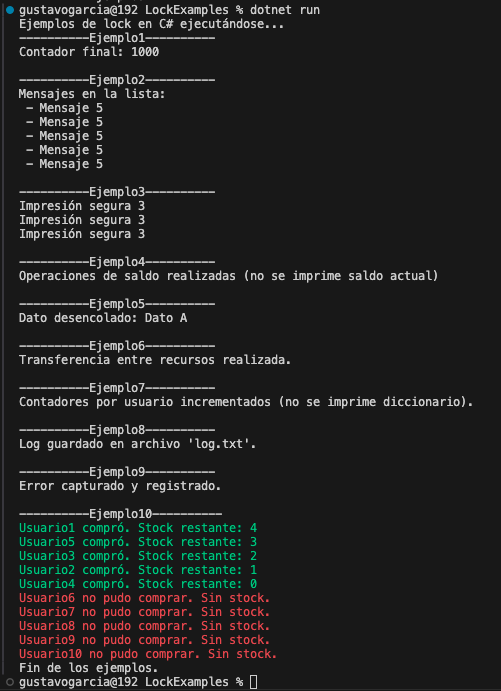 gustavogarcia@192 LockExamples % dotnet run
Ejemplos de lock en C# ejecutándose...
----------Ejemplo1----------
Contador final: 1000
----------Ejemplo2----------
Mensajes en la lista:
- Mensaje 5
- Mensaje 5
- Mensaje 5
- Mensaje 5
- Mensaje 5
----------Ejemplo3----------
Impresión segura 3
Impresión segura 3
Impresión segura 3
----------Ejemplo4----------
Operaciones de saldo realizadas (no se imprime saldo actual)
----------Ejemplo5----------
Dato desencolado: Dato A
----------Ejemplo6----------
Transferencia entre recursos realizada.
----------Ejemplo7----------
Contadores por usuario incrementados (no se imprime diccionario).
----------Ejemplo8----------
Log guardado en archivo 'log.txt'.
----------Ejemplo9----------
Error capturado y registrado.
----------Ejemplo10----------
Usuario1 compró. Stock restante: 4
Usuario5 compró. Stock restante: 3
Usuario3 compró. Stock restante: 2
Usuario2 compró. Stock restante: 1
Usuario4 compró. Stock restante: 0
Usuario6 no pudo comprar. Sin stock.
Usuario7 no pudo comprar. Sin stock.
Usuario8 no pudo comprar. Sin stock.
Usuario9 no pudo comprar. Sin stock.
Usuario10 no pudo comprar. Sin stock.
Fin de los ejemplos.
gustavogarcia@192 LockExamples %